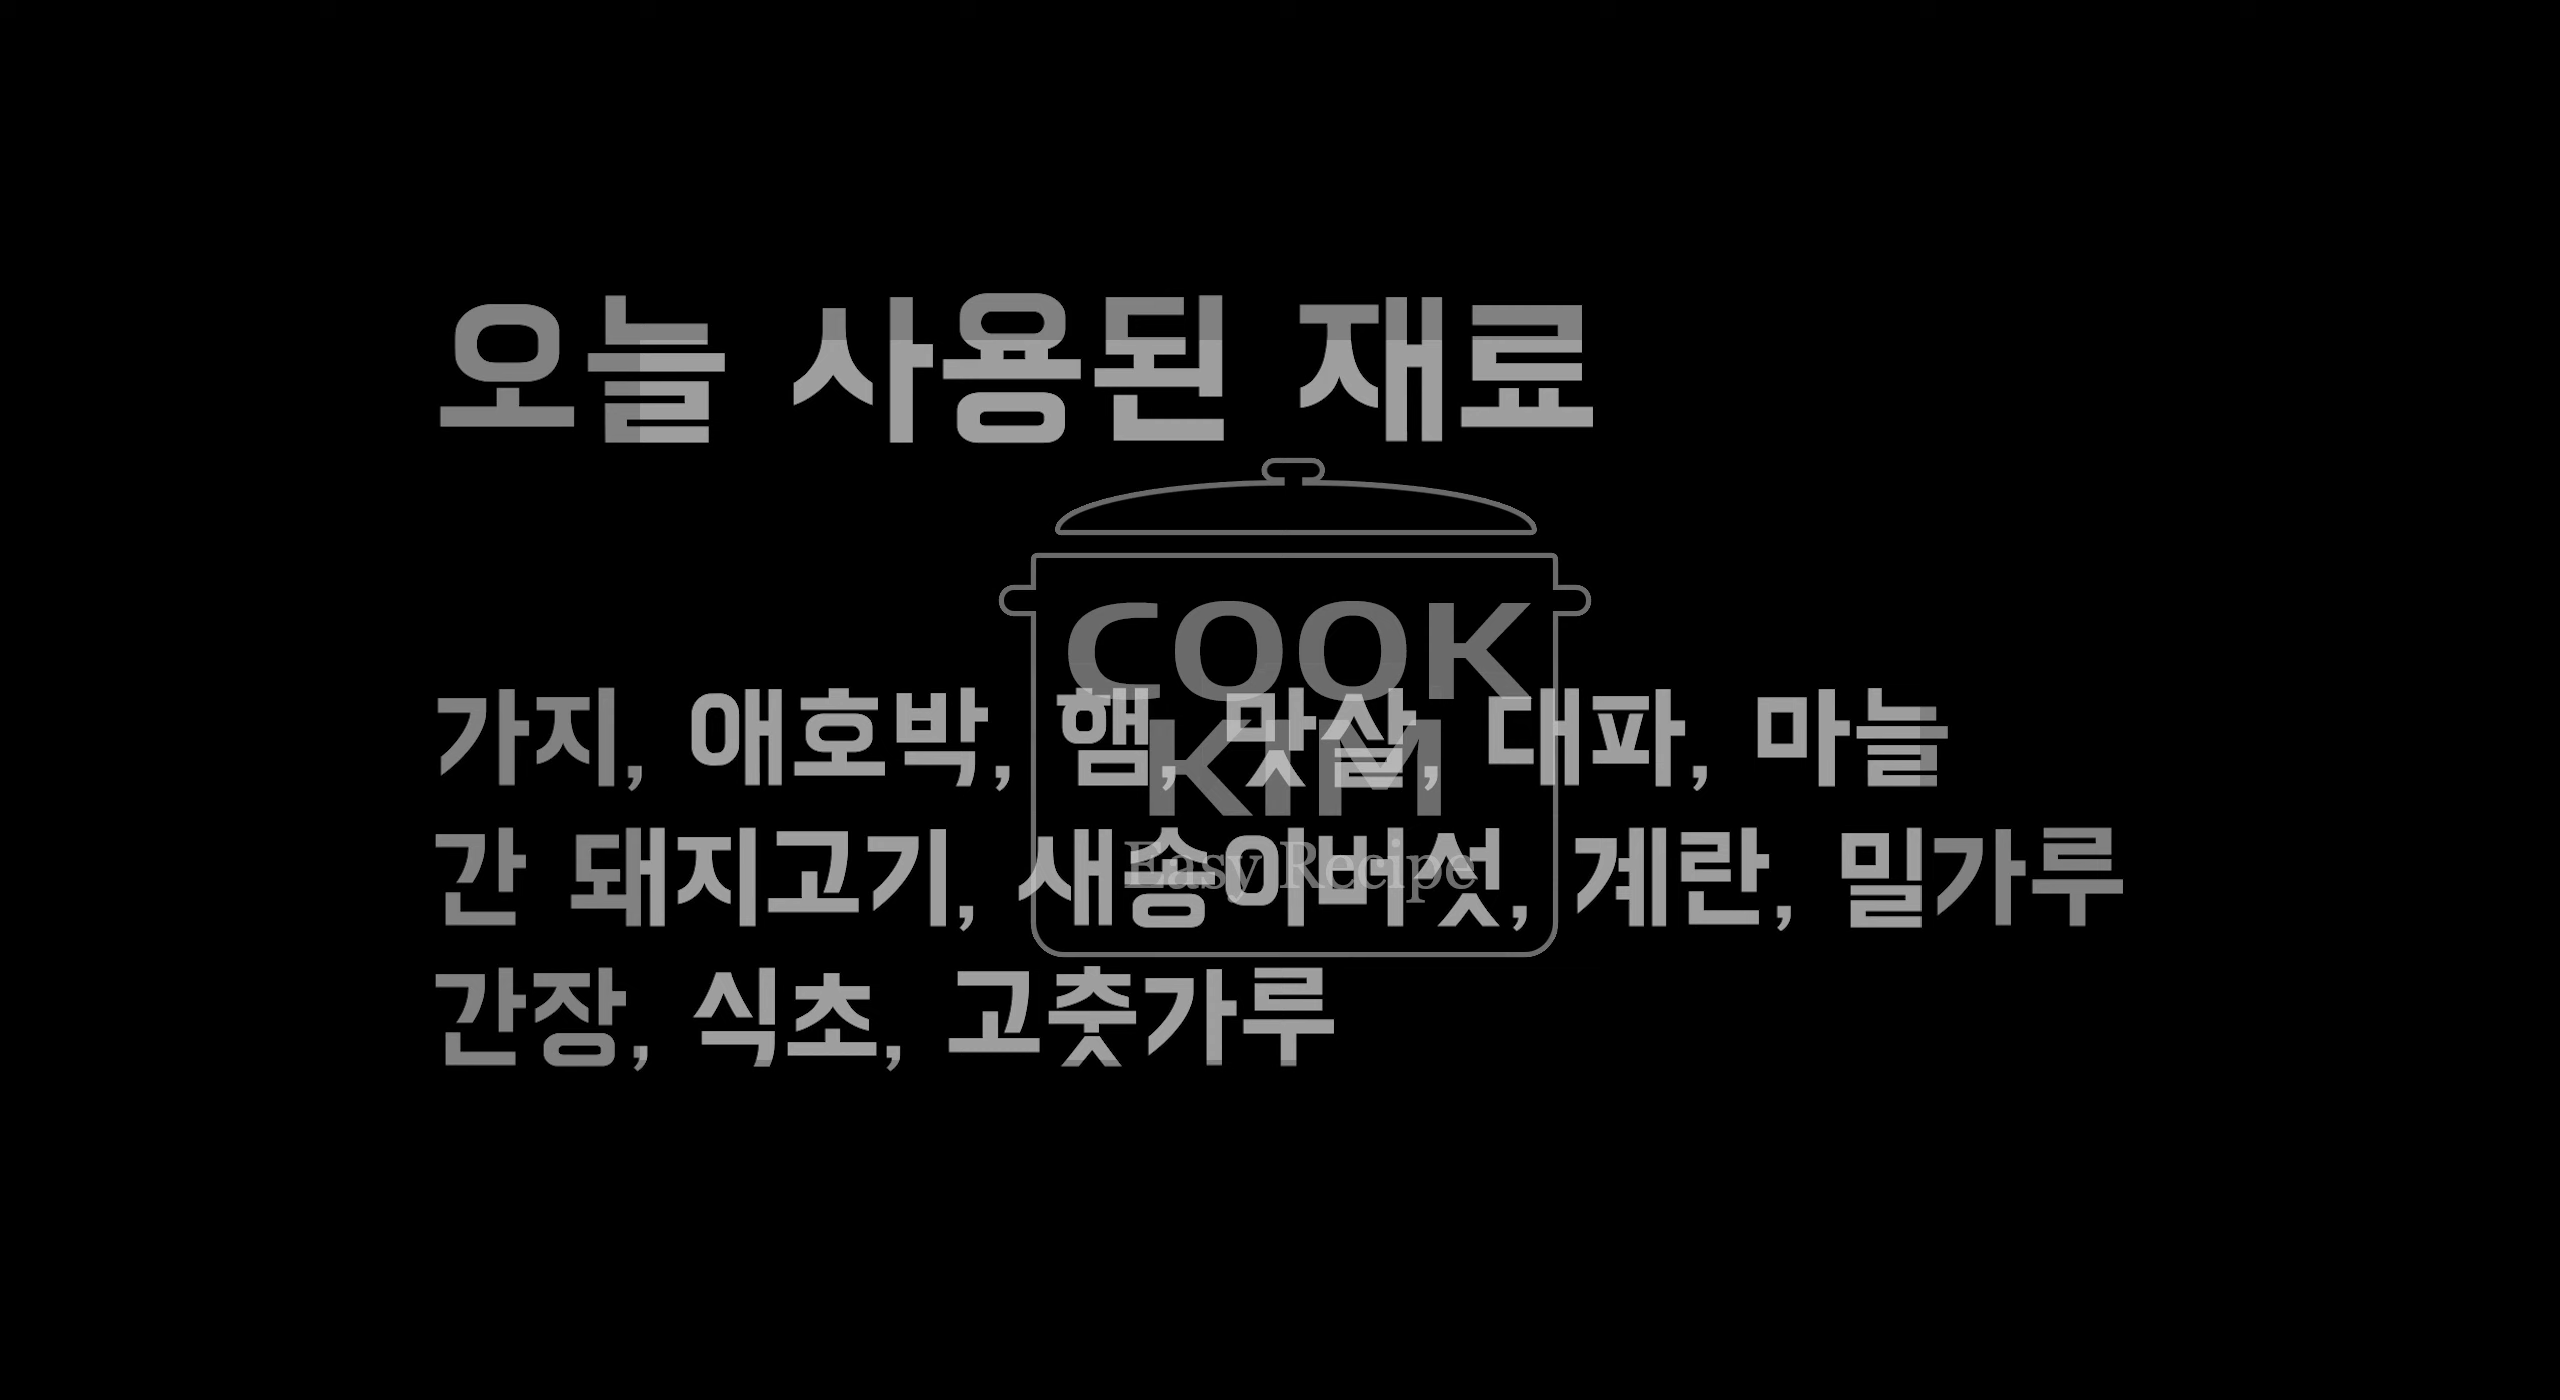 오늘 사용된 재료
COOK
KIM
Easy Recipe
가지, 애호박, 햄, 맛살, 대파, 마늘
간 돼지고기, 새송이버섯, 계란, 밀가루
간장, 식초, 고춧가루